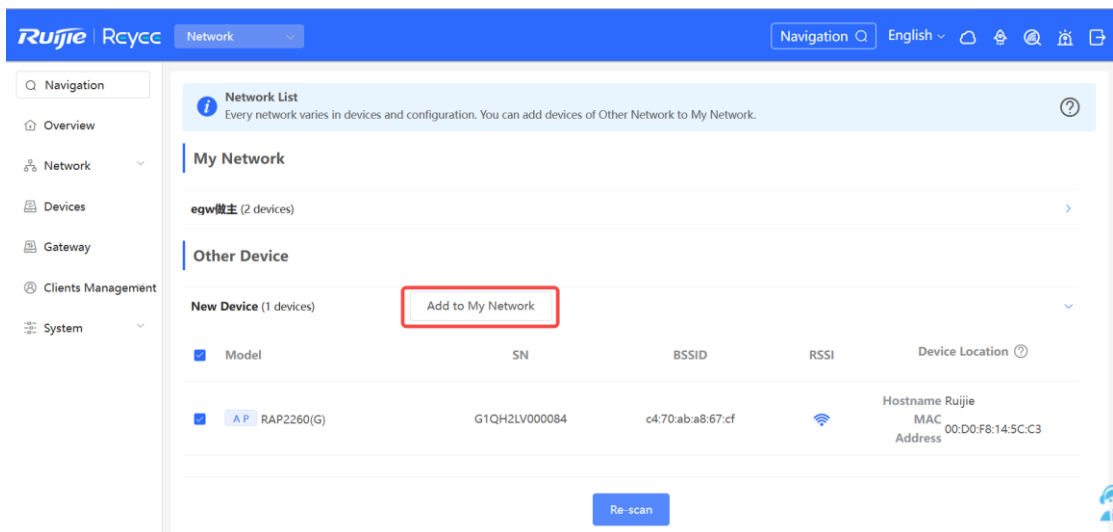 Ruijie | Rcycc Network Navigation English
Navigation
Network List
Every network varies in devices and configuration. You can add devices of Other Network to My Network.
Overview
My Network
Network
Devices
egw做主 (2 devices)
Gateway
Other Device
Clients Management
New Device (1 devices) Add to My Network
System
Model SN BSSID RSSI Device Location
AP RAP2260(G) G1QH2LV000084 c4:70:ab:a8:67:cf
Hostname Ruijie
MAC Address 00:D0:F8:14:5C:C3
Re-scan